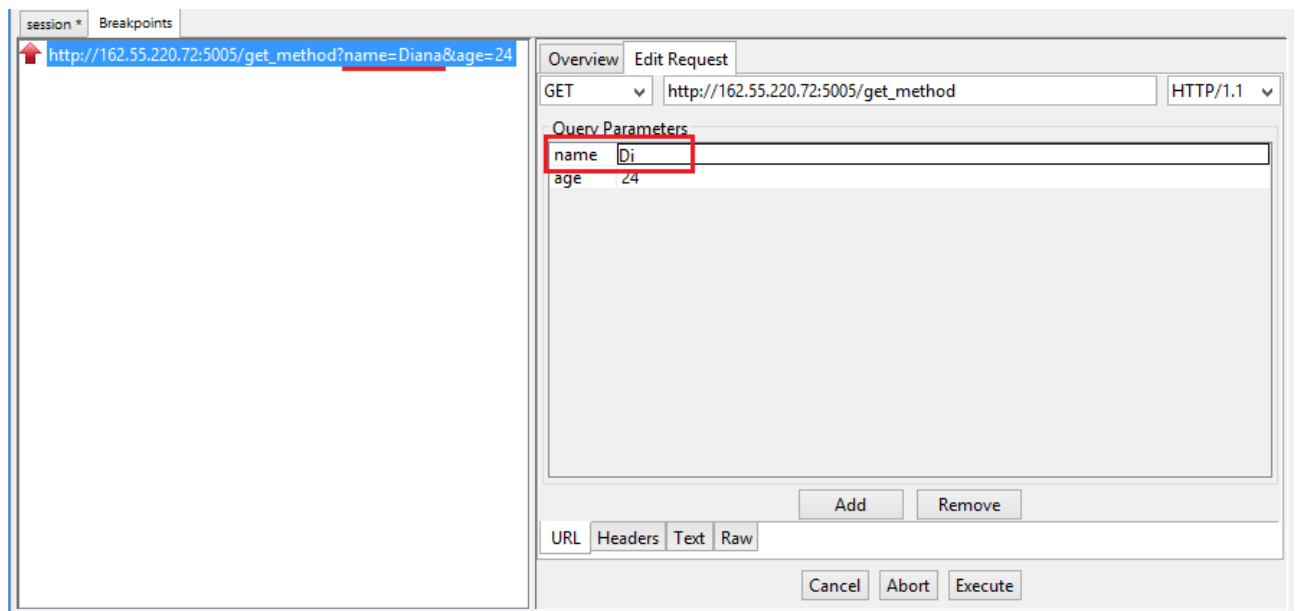 session * Breakpoints
http://162.55.220.72:5005/get_method?name=Diana&age=24
Overview Edit Request
GET http://162.55.220.72:5005/get_method HTTP/1.1
Query Parameters
name Di
age 24
Add Remove
URL Headers Text Raw
Cancel Abort Execute